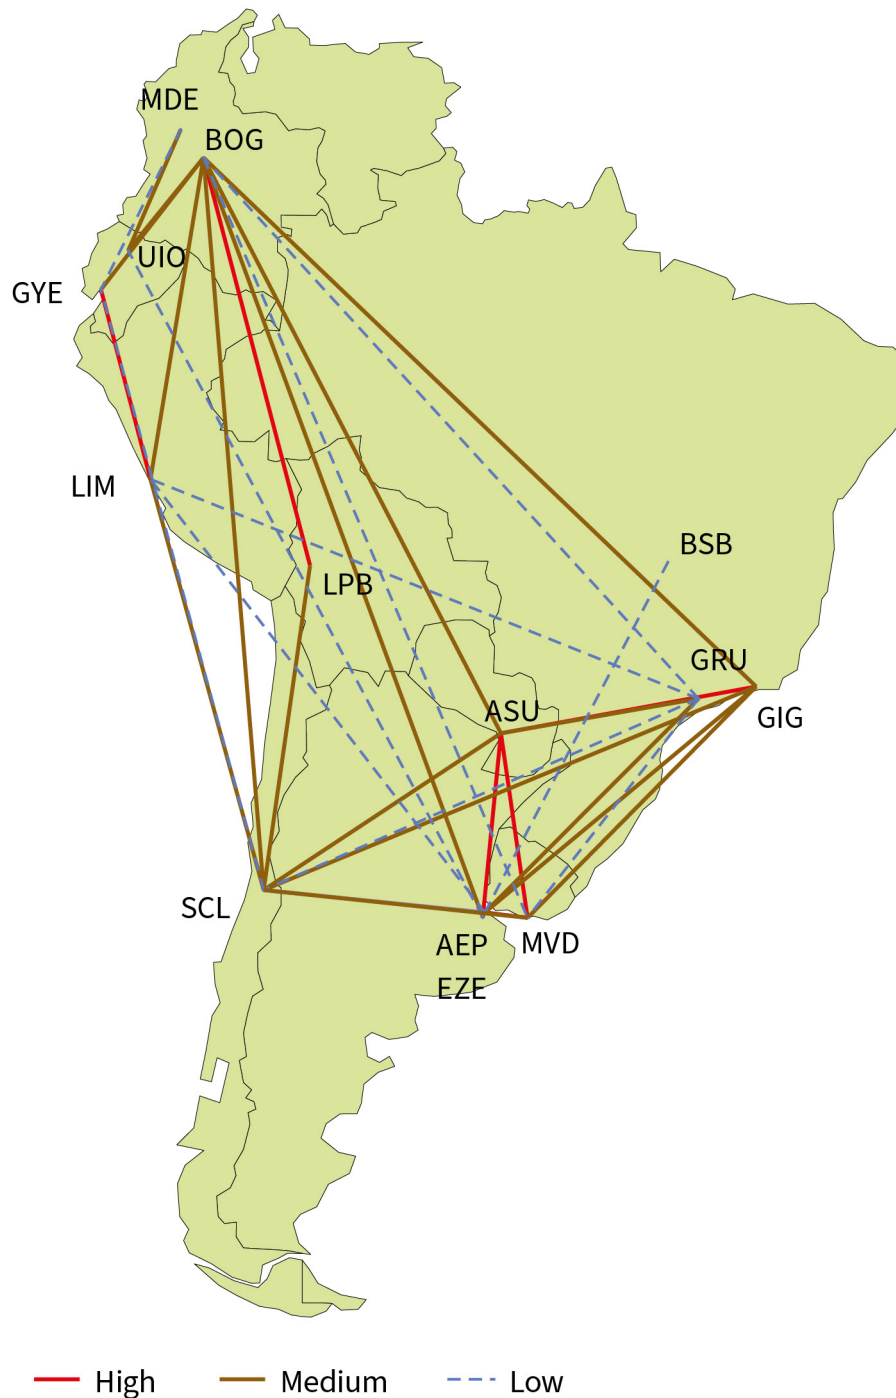 MDE
BOG
UIO
GYE
LIM
BSB
LPB
GRU
ASU
GIG
SCL
AEP
MVD
EZE
High Medium Low